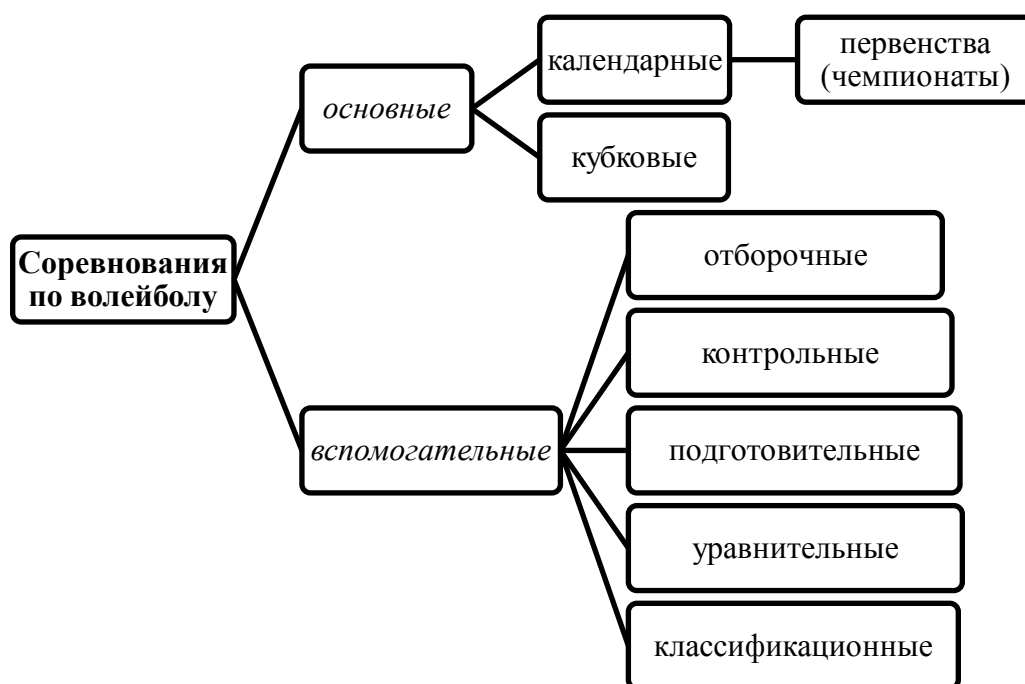 Соревнования
по волейболу
основные
календарные
первенства
(чемпионаты)
кубковые
вспомогательные
отборочные
контрольные
подготовительные
уравнительные
классификационные